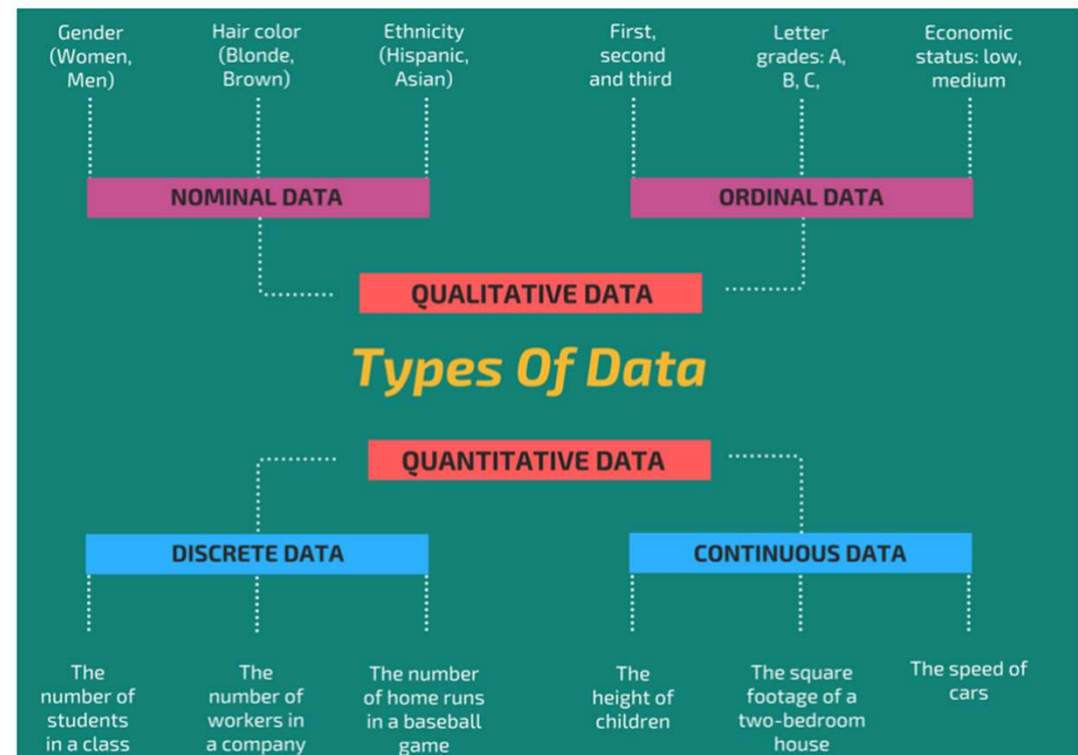 Gender
(Women,
Men)
Hair color
(Blonde,
Brown)
Ethnicity
(Hispanic,
Asian)
First,
second
and third
Letter
grades: A,
B, C,
Economic
status: low,
medium
NOMINAL DATA
ORDINAL DATA
QUALITATIVE DATA
Types Of Data
QUANTITATIVE DATA
DISCRETE DATA
CONTINUOUS DATA
The
number of
students
in a class
The
number of
workers in
a company
The number
of home runs
in a baseball
game
The
height of
children
The square
footage of a
two-bedroom
house
The speed of
cars